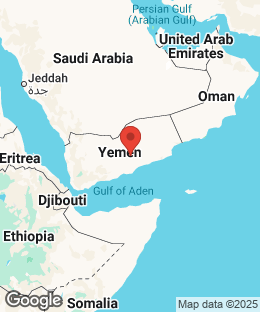 Persian Gulf
(Arabian Gulf)
United Arab
Emirates
Saudi Arabia
Jeddah
جدة
Oman
Yemen
Eritrea
Gulf of Aden
Djibouti
Ethiopia
Somalia
Google
Map data ©2025